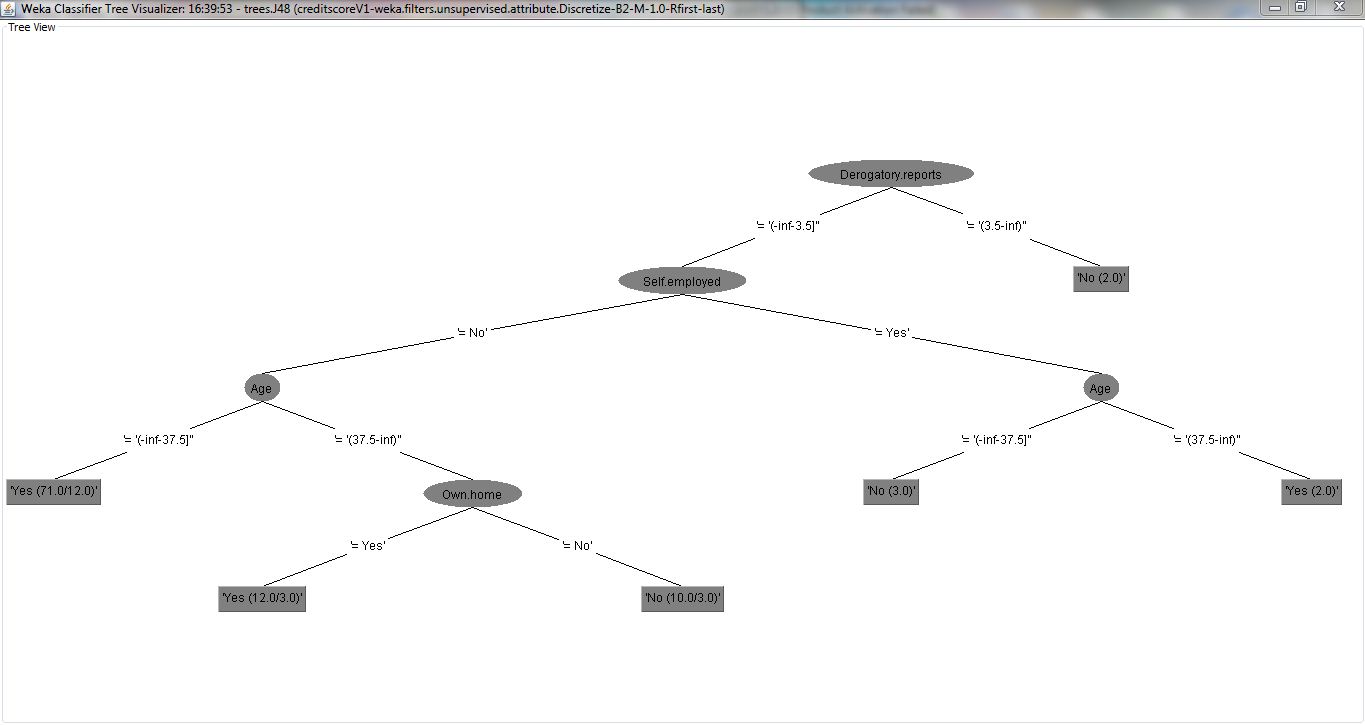 Weka Classifier Tree Visualizer: 16:39:53 - trees.J48 (creditscoreV1-weka.filters.unsupervised.attribute.Discretize-B2-M-1.0-Rfirst-last)
Tree View
Derogatory.reports
'= '(-inf-3.5]'' '= '(3.5-inf)''
Self.employed 'No (2.0)'
'= No' '= Yes'
Age Age
'= '(-inf-37.5]'' '= '(37.5-inf)'' '= '(-inf-37.5]'' '= '(37.5-inf)''
'Yes (71.0/12.0)' Own.home 'No (3.0)' 'Yes (2.0)'
'= Yes' '= No'
'Yes (12.0/3.0)' 'No (10.0/3.0)'